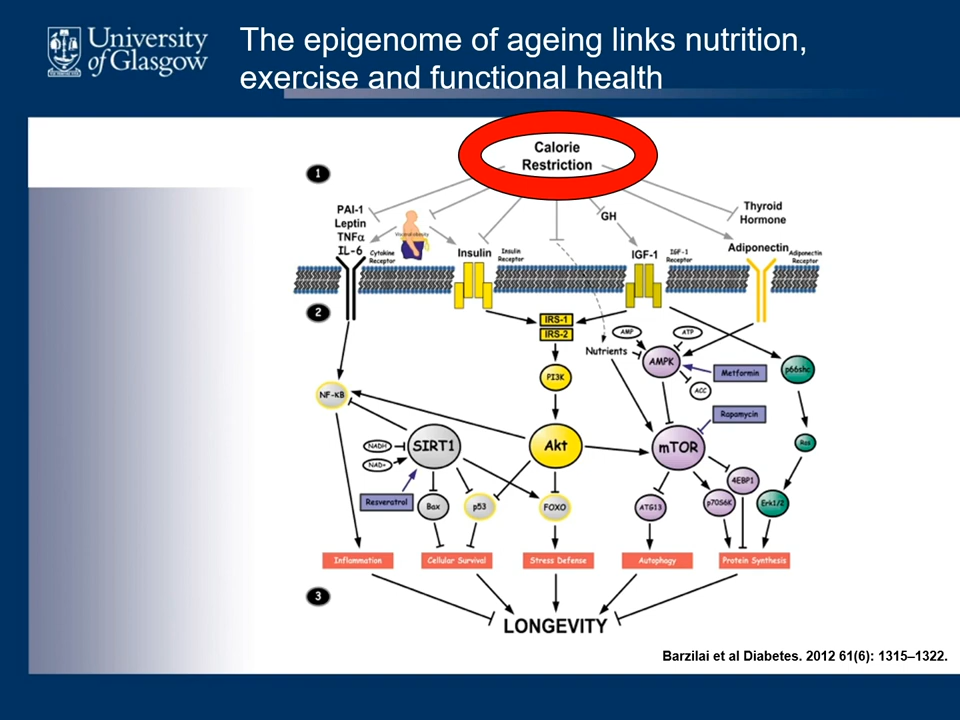 University
of Glasgow
The epigenome of ageing links nutrition,
exercise and functional health
Calorie
Restriction
1
PAI-1
Leptin
TNFα
IL-6
Cytokine
Receptor
Visceral obesity
Insulin
Insulin
Receptor
GH
IGF-1
IGF-1
Receptor
Thyroid
Hormone
Adiponectin
Adiponectin
Receptor
2
IRS-1
IRS-2
Nutrients
AMP
ATP
AMPK
ACC
Metformin
p66shc
PI3K
NF-KB
Rapamycin
NADH
NAD+
SIRT1
Akt
mTOR
Ras
Resveratrol
Bax
p53
FOXO
ATG13
p70S6K
4EBP1
Erk1/2
Inflammation
Cellular Survival
Stress Defense
Autophagy
Protein Synthesis
3
LONGEVITY
Barzilai et al Diabetes. 2012 61(6): 1315–1322.